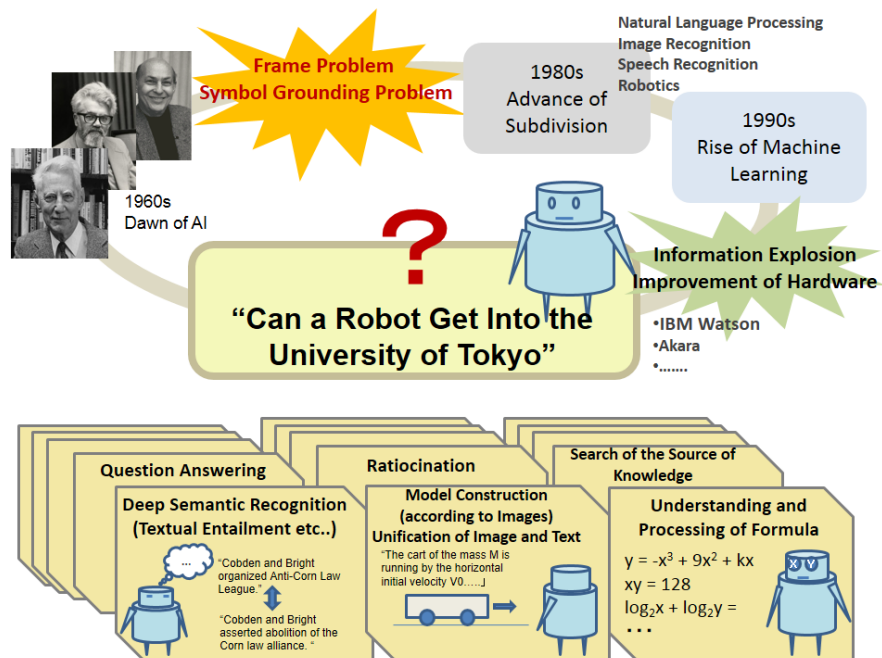 Frame Problem
Symbol Grounding Problem
1980s
Advance of
Subdivision
Natural Language Processing
Image Recognition
Speech Recognition
Robotics
1990s
Rise of Machine
Learning
1960s
Dawn of AI
?
Information Explosion
Improvement of Hardware
•IBM Watson
•Akara
•…….
“Can a Robot Get Into the
University of Tokyo”
Question Answering
Deep Semantic Recognition
(Textual Entailment etc..)
...
“Cobden and Bright
organized Anti-Corn Law
League.”
“Cobden and Bright
asserted abolition of the
Corn law alliance. “
Ratiocination
Model Construction
(according to Images)
Unification of Image and Text
“The cart of the mass M is
running by the horizontal
initial velocity V0…..」
Search of the Source of
Knowledge
Understanding and
Processing of Formula
y = -x³ + 9x² + kx
xy = 128
log₂x + log₂y =
• • •
X Y